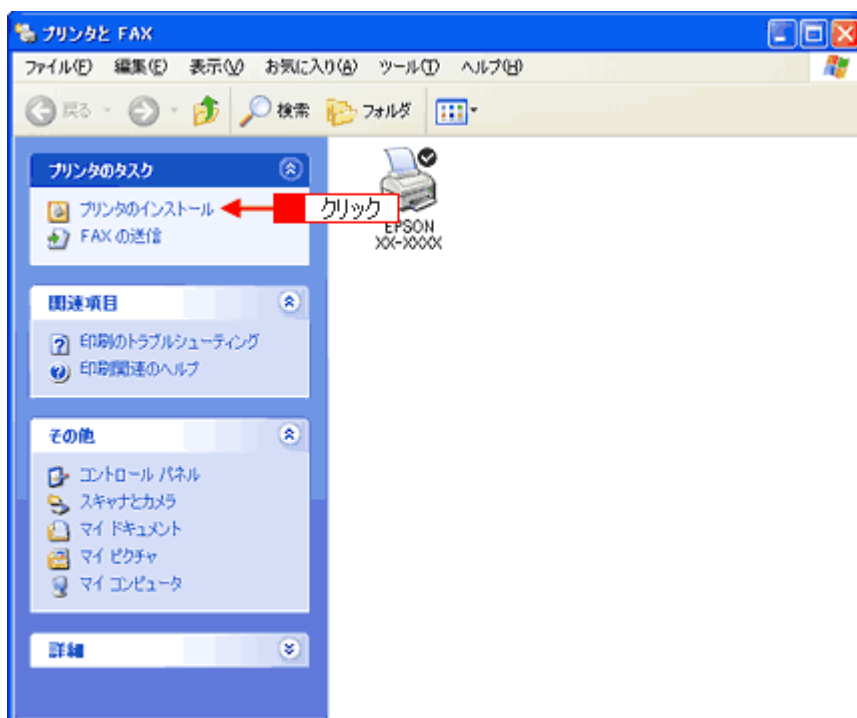 プリンタと FAX
ファイル(F) 編集(E) 表示(V) お気に入り(A) ツール(T) ヘルプ(H)
戻る 検索 フォルダ
プリンタのタスク
プリンタのインストール
クリック
FAX の送信
EPSON
XX-XXXX
関連項目
印刷のトラブルシューティング
印刷関連のヘルプ
その他
コントロール パネル
スキャナとカメラ
マイ ドキュメント
マイ ピクチャ
マイ コンピュータ
詳細